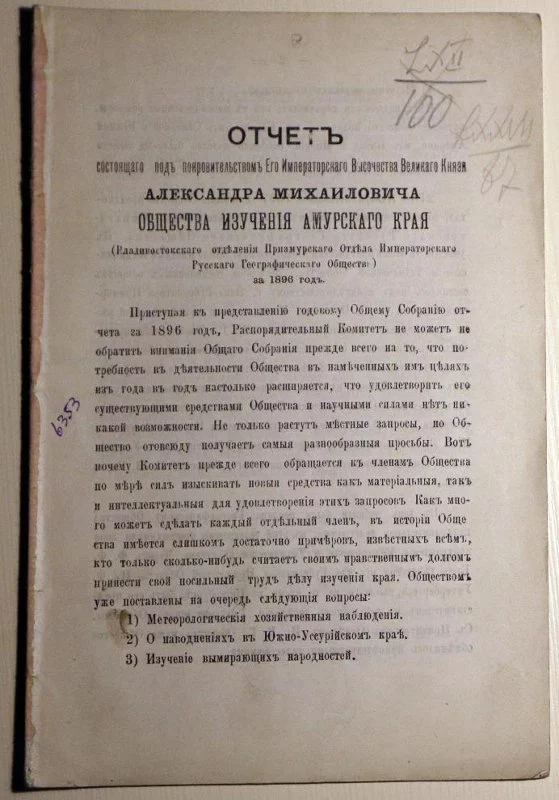 LXII
100
LXXVII
87
ОТЧЕТЪ
состоящаго подъ покровительствомъ Его Императорскаго Высочества Великаго Князя
АЛЕКСАНДРА МИХАИЛОВИЧА
ОБЩЕСТВА ИЗУЧЕНІЯ АМУРСКАГО КРАЯ
(Владивостокскаго отдѣленія Приамурскаго Отдѣла Императорскаго
Русскаго Географическаго Общества)
за 1896 годъ.
Приступая къ представленію годовому Общему Собранію от-
чета за 1896 годъ, Распорядительный Комитетъ не можетъ не
обратить вниманія Общаго Собранія прежде всего на то, что по-
требность въ дѣятельности Общества въ намѣченныхъ имъ цѣляхъ
изъ года въ годъ настолько расширяется, что удовлетворить его
существующими средствами Общества и научными силами нѣтъ ни-
какой возможности. Не только растутъ мѣстные запросы, но Об-
щество отовсюду получаетъ самыя разнообразныя просьбы. Вотъ
почему Комитетъ прежде всего обращается къ членамъ Общества
по мѣрѣ силъ изыскивать новыя средства какъ матеріальныя, такъ
и интеллектуальныя для удовлетворенія этихъ запросовъ Какъ мно-
го можетъ сдѣлать каждый отдѣльный членъ, въ исторіи Обще
ства имѣется слишкомъ достаточно примѣровъ, извѣстныхъ всѣмъ,
кто только сколько-нибудь считаетъ своимъ нравственнымъ долгомъ
принести свой посильный трудъ дѣлу изученія края. Обществомъ
уже поставлены на очередь слѣдующія вопросы:
1) Метеорологическія хозяйственныя наблюденія.
2) О наводненіяхъ въ Южно-Уссурійскомъ краѣ.
3) Изученіе вымирающихъ народностей.
6353